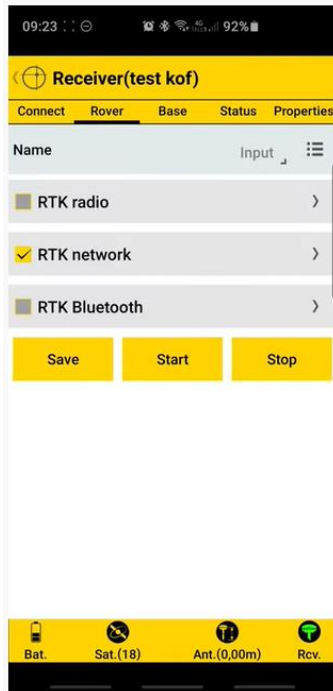 09:23 92%
Receiver(test kof)
Connect Rover Base Status Properties
Name Input
RTK radio
RTK network
RTK Bluetooth
Save Start Stop
Bat. Sat.(18) Ant.(0,00m) Rcv.